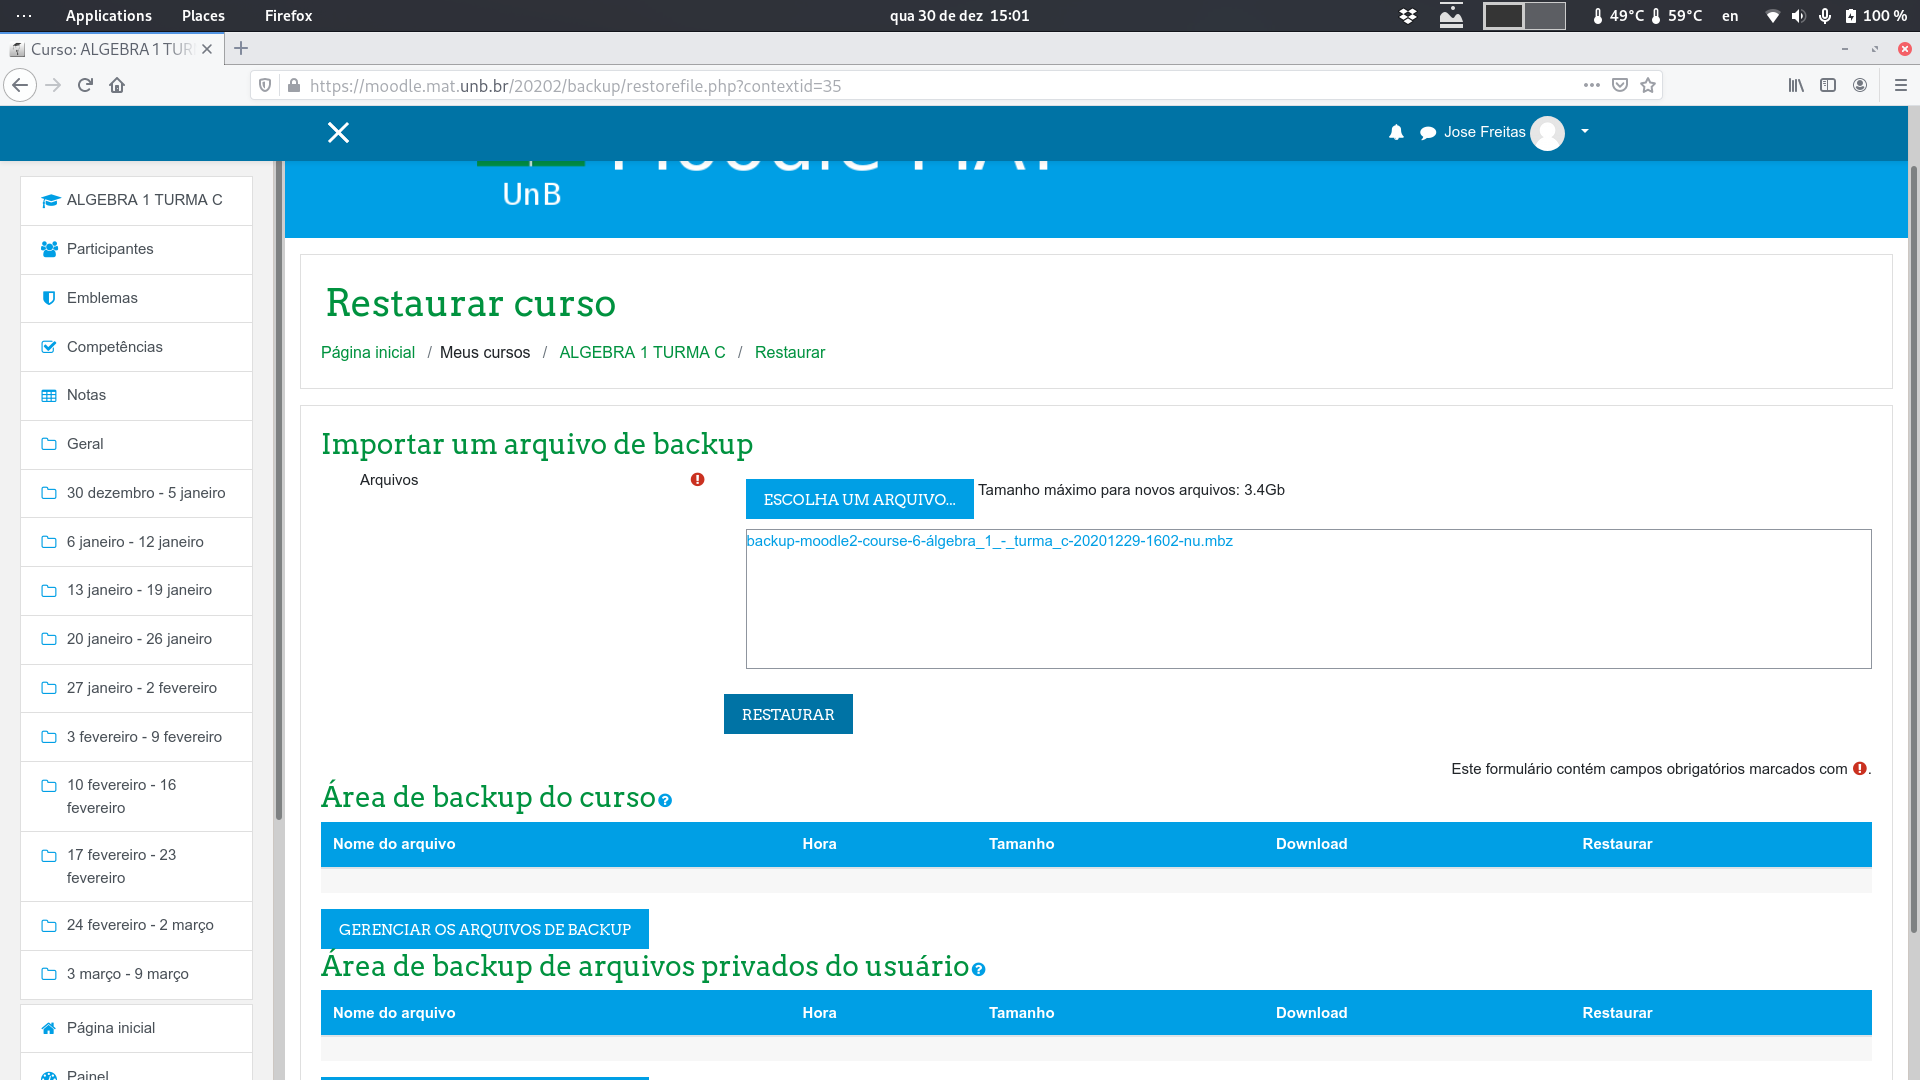 Applications Places Firefox qua 30 de dez 15:01 49°C 59°C en 100 %
Curso: ALGEBRA 1 TUR
https://moodle.mat.unb.br/20202/backup/restorefile.php?contextid=35
Jose Freitas
Moodle MAT
UnB
ALGEBRA 1 TURMA C
Participantes
Emblemas
Competências
Notas
Geral
30 dezembro - 5 janeiro
6 janeiro - 12 janeiro
13 janeiro - 19 janeiro
20 janeiro - 26 janeiro
27 janeiro - 2 fevereiro
3 fevereiro - 9 fevereiro
10 fevereiro - 16
fevereiro
17 fevereiro - 23
fevereiro
24 fevereiro - 2 março
3 março - 9 março
Página inicial
Painel
Restaurar curso
Página inicial / Meus cursos / ALGEBRA 1 TURMA C / Restaurar
Importar um arquivo de backup
Arquivos
ESCOLHA UM ARQUIVO... Tamanho máximo para novos arquivos: 3.4Gb
backup-moodle2-course-6-álgebra_1_-_turma_c-20201229-1602-nu.mbz
RESTAURAR
Este formulário contém campos obrigatórios marcados com .
Área de backup do curso
Nome do arquivo Hora Tamanho Download Restaurar
GERENCIAR OS ARQUIVOS DE BACKUP
Área de backup de arquivos privados do usuário
Nome do arquivo Hora Tamanho Download Restaurar